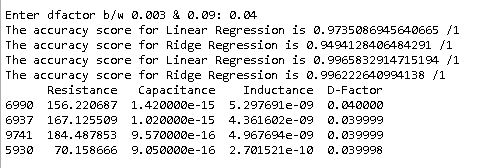 Enter dfactor b/w 0.003 & 0.09: 0.04
The accuracy score for Linear Regression is 0.9735086945640665 /1
The accuracy score for Ridge Regression is 0.9494128406484291 /1
The accuracy score for Linear Regression is 0.9965832914715194 /1
The accuracy score for Ridge Regression is 0.996222640994138 /1
Resistance Capacitance Inductance D-Factor
6990 156.220687 1.420000e-15 5.297691e-09 0.040000
6937 167.125509 1.020000e-15 4.361602e-09 0.039999
9741 184.487853 9.570000e-16 4.967694e-09 0.039999
5930 70.158666 9.050000e-16 2.701521e-10 0.039998